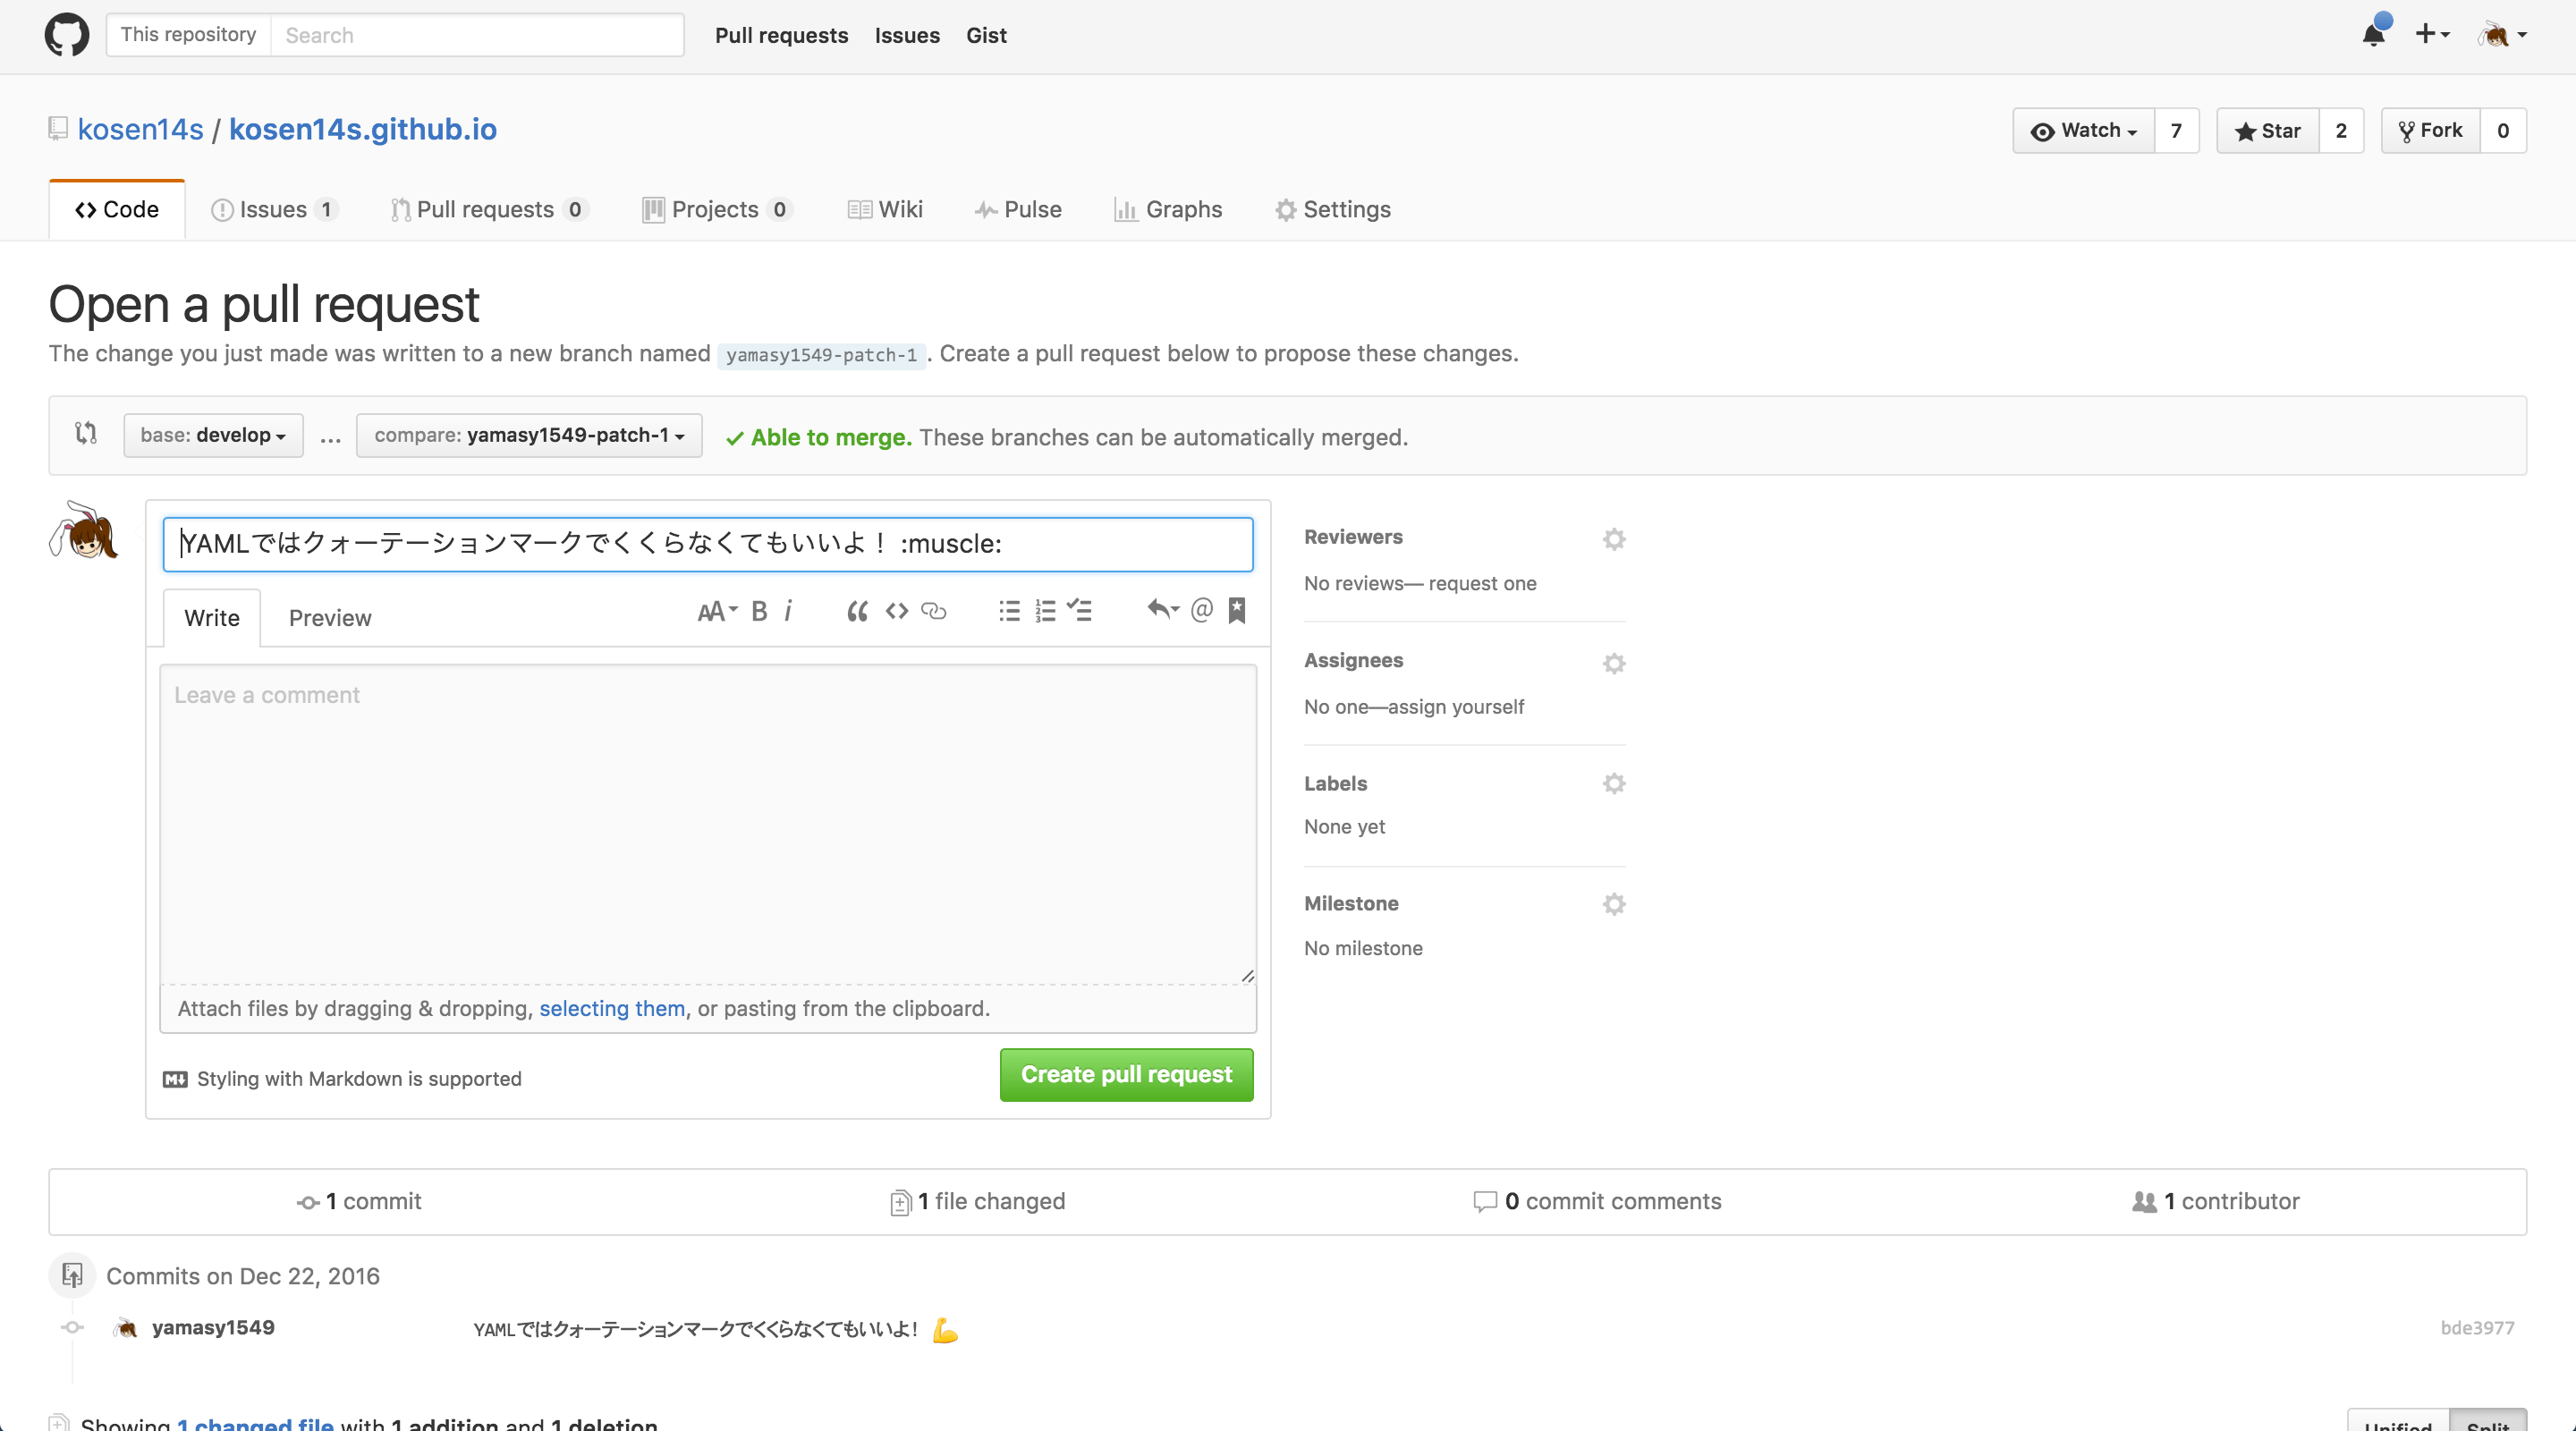 This repository Search Pull requests Issues Gist
kosen14s / kosen14s.github.io Watch 7 Star 2 Fork 0
Code Issues 1 Pull requests 0 Projects 0 Wiki Pulse Graphs Settings
Open a pull request
The change you just made was written to a new branch named yamasy1549-patch-1. Create a pull request below to propose these changes.
base: develop ... compare: yamasy1549-patch-1 Able to merge. These branches can be automatically merged.
YAMLではクォーテーションマークでくくらなくてもいいよ！ :muscle:
Write Preview AA B i
Leave a comment
Attach files by dragging & dropping, selecting them, or pasting from the clipboard.
Styling with Markdown is supported Create pull request
Reviewers
No reviews— request one
Assignees
No one—assign yourself
Labels
None yet
Milestone
No milestone
1 commit 1 file changed 0 commit comments 1 contributor
Commits on Dec 22, 2016
yamasy1549 YAMLではクォーテーションマークでくくらなくてもいいよ！ 💪 bde3977
Showing 1 changed file with 1 addition and 1 deletion Unified Split